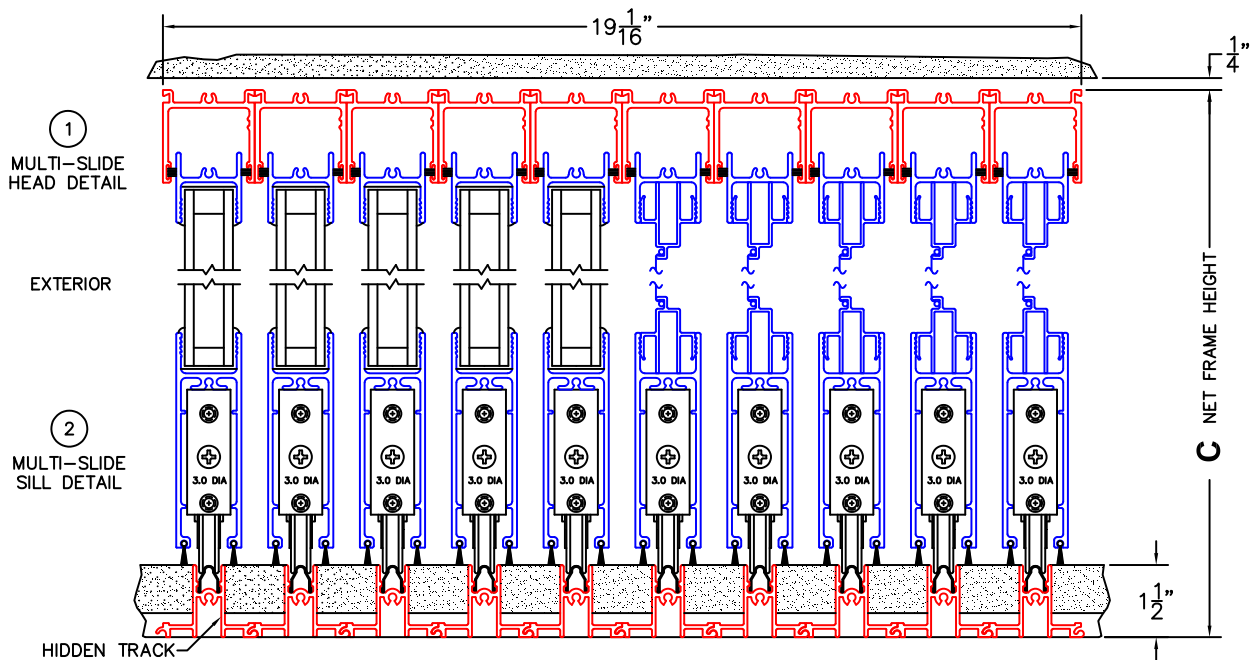 19 1/16"
1/4"
1
MULTI-SLIDE
HEAD DETAIL
EXTERIOR
C NET FRAME HEIGHT
2
MULTI-SLIDE
SILL DETAIL
3.0 DIA 3.0 DIA 3.0 DIA 3.0 DIA 3.0 DIA 3.0 DIA 3.0 DIA 3.0 DIA 3.0 DIA 3.0 DIA
1 1/2"
HIDDEN TRACK